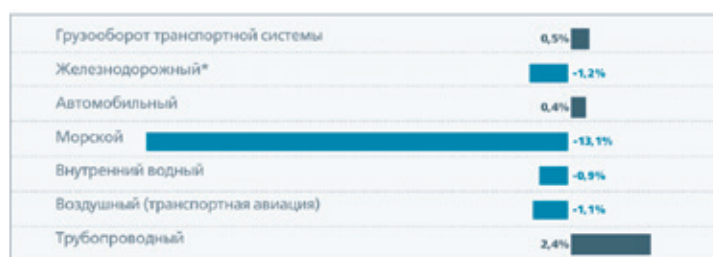 Грузооборот транспортной системы 0,5%
Железнодорожный* -1,2%
Автомобильный 0,4%
Морской -13,1%
Внутренний водный -0,9%
Воздушный (транспортная авиация) -1,1%
Трубопроводный 2,4%